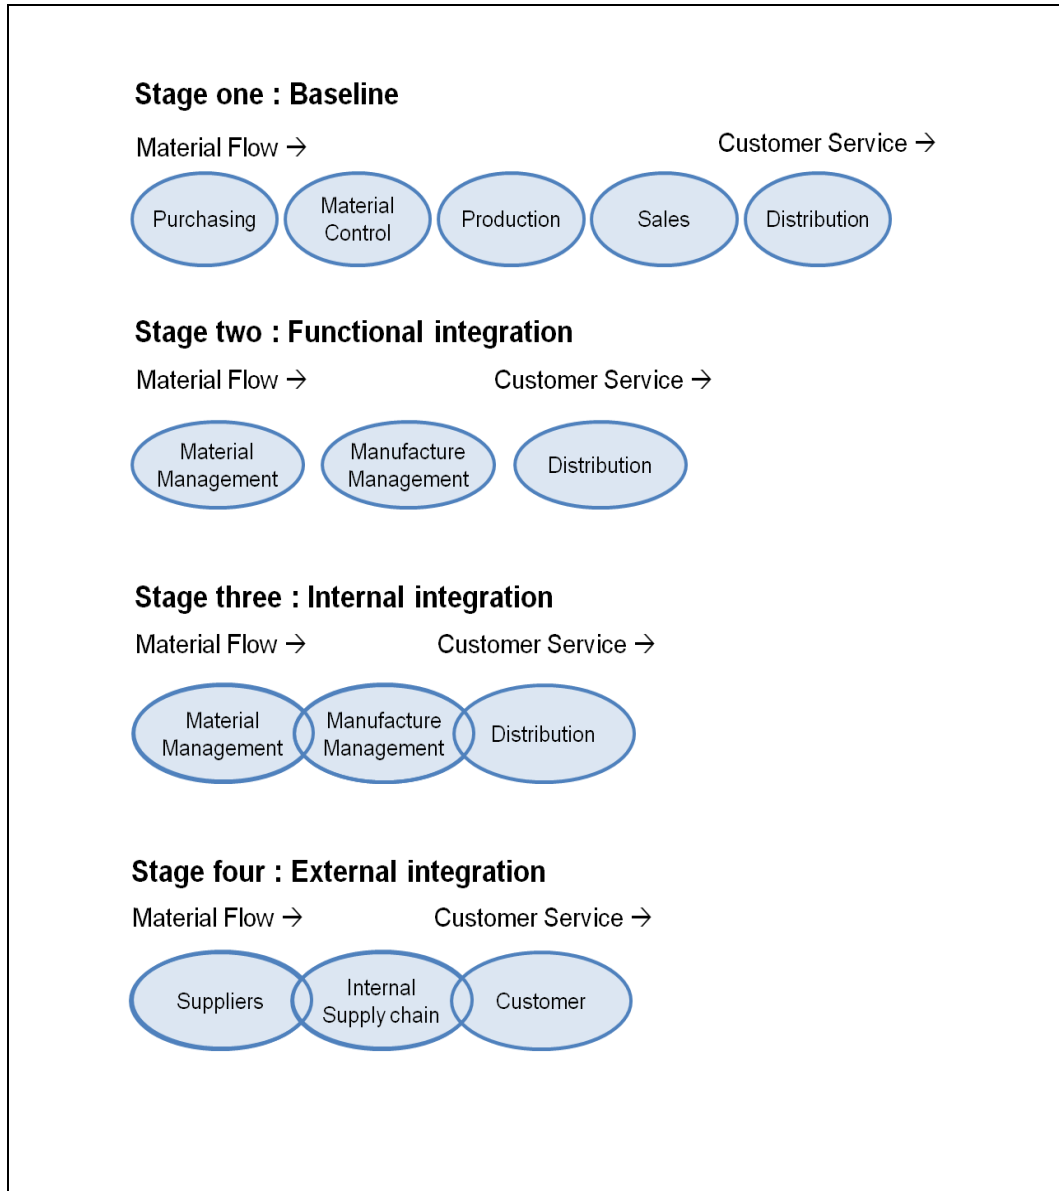 Stage one : Baseline
Material Flow →
Customer Service →
Purchasing
Material
Control
Production
Sales
Distribution
Stage two : Functional integration
Material Flow →
Customer Service →
Material
Management
Manufacture
Management
Distribution
Stage three : Internal integration
Material Flow →
Customer Service →
Material
Management
Manufacture
Management
Distribution
Stage four : External integration
Material Flow →
Customer Service →
Suppliers
Internal
Supply chain
Customer